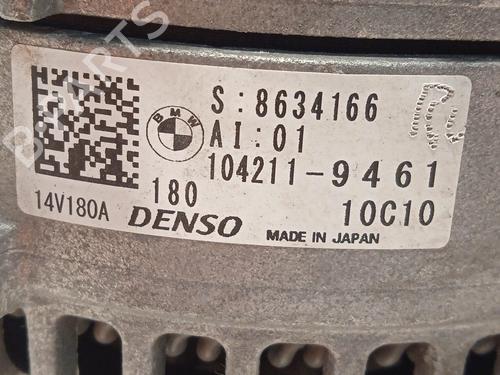 S:8634166
BMW
AI:01
104211-9461
180
10C10
14V180A
DENSO
MADE IN JAPAN
R